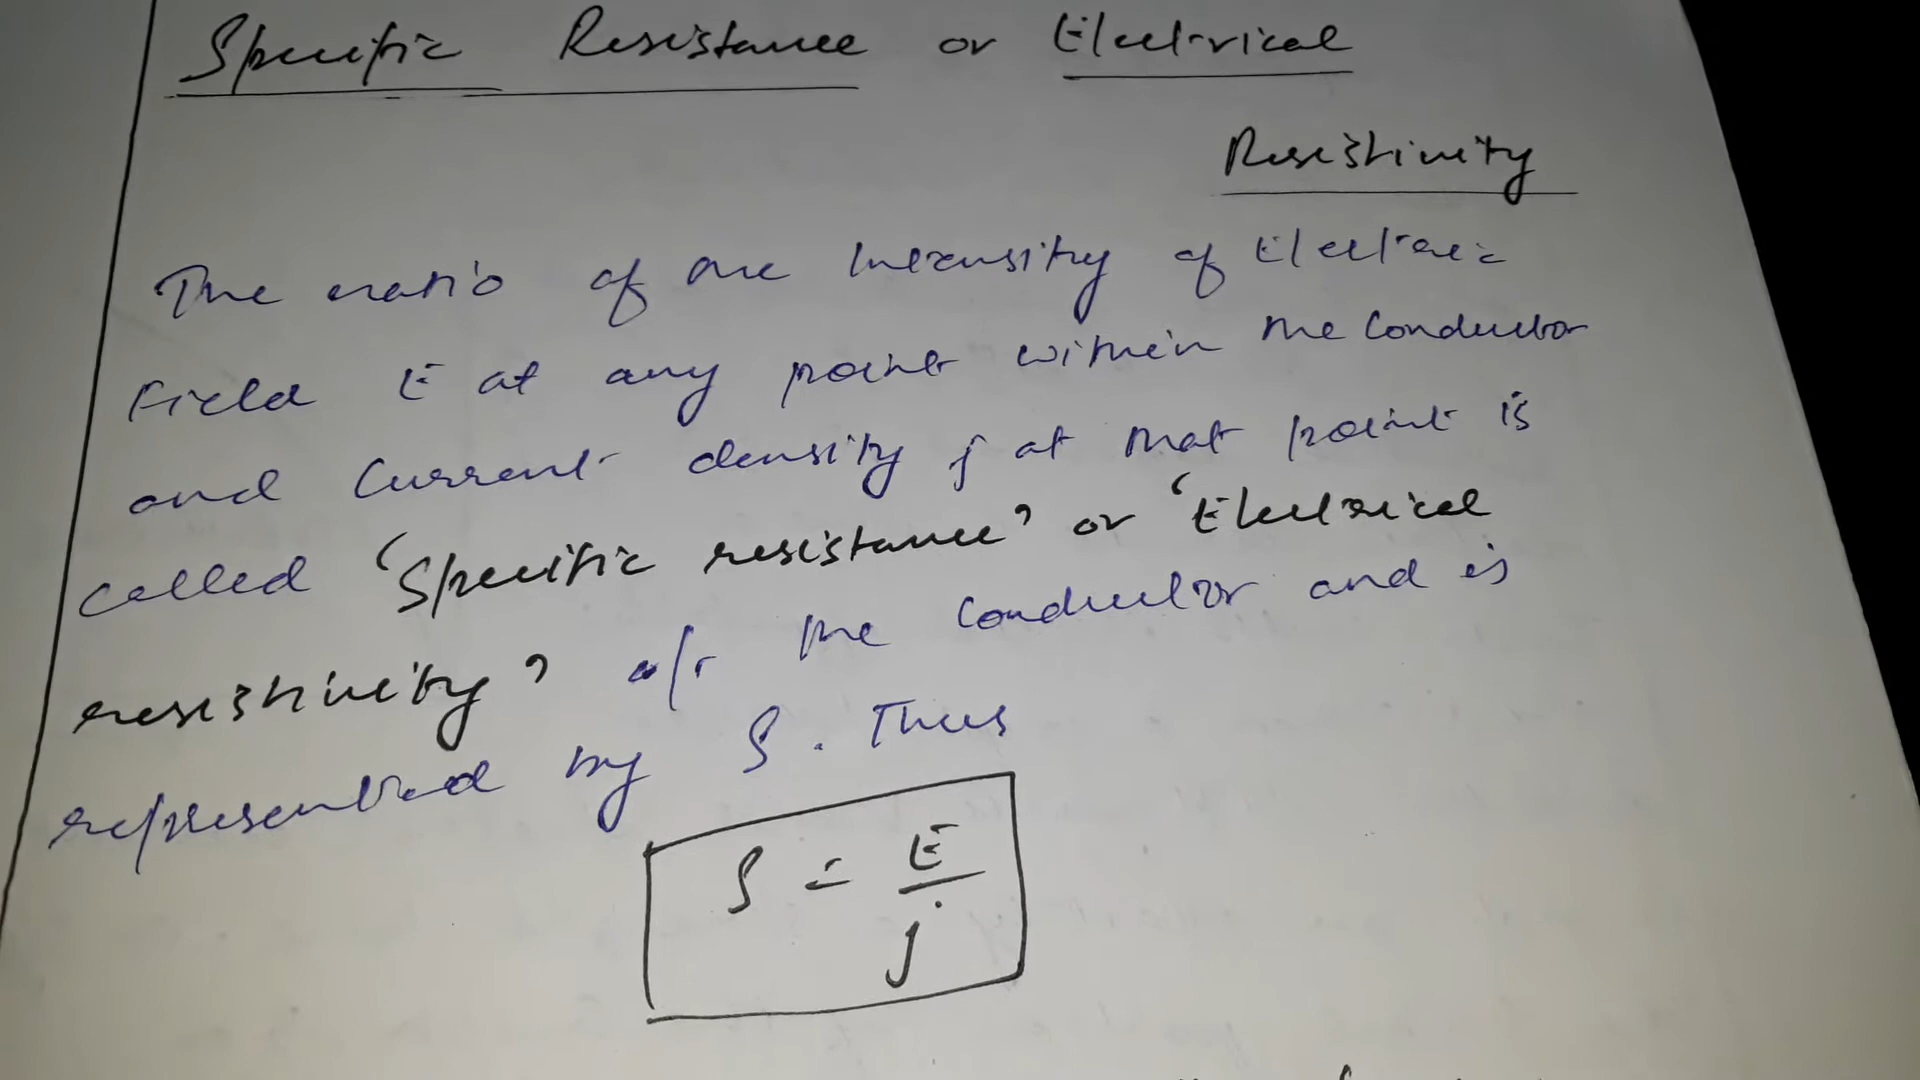 Specific Resistance or Electrical
Resistivity
The ratio of the Intensity of Electric
Field E at any point within the Conductor
and Current density j at that point is
called 'Specific resistance' or 'Electrical
resistivity' of the Conductor and is
represented by ρ. Thus
ρ = E/j